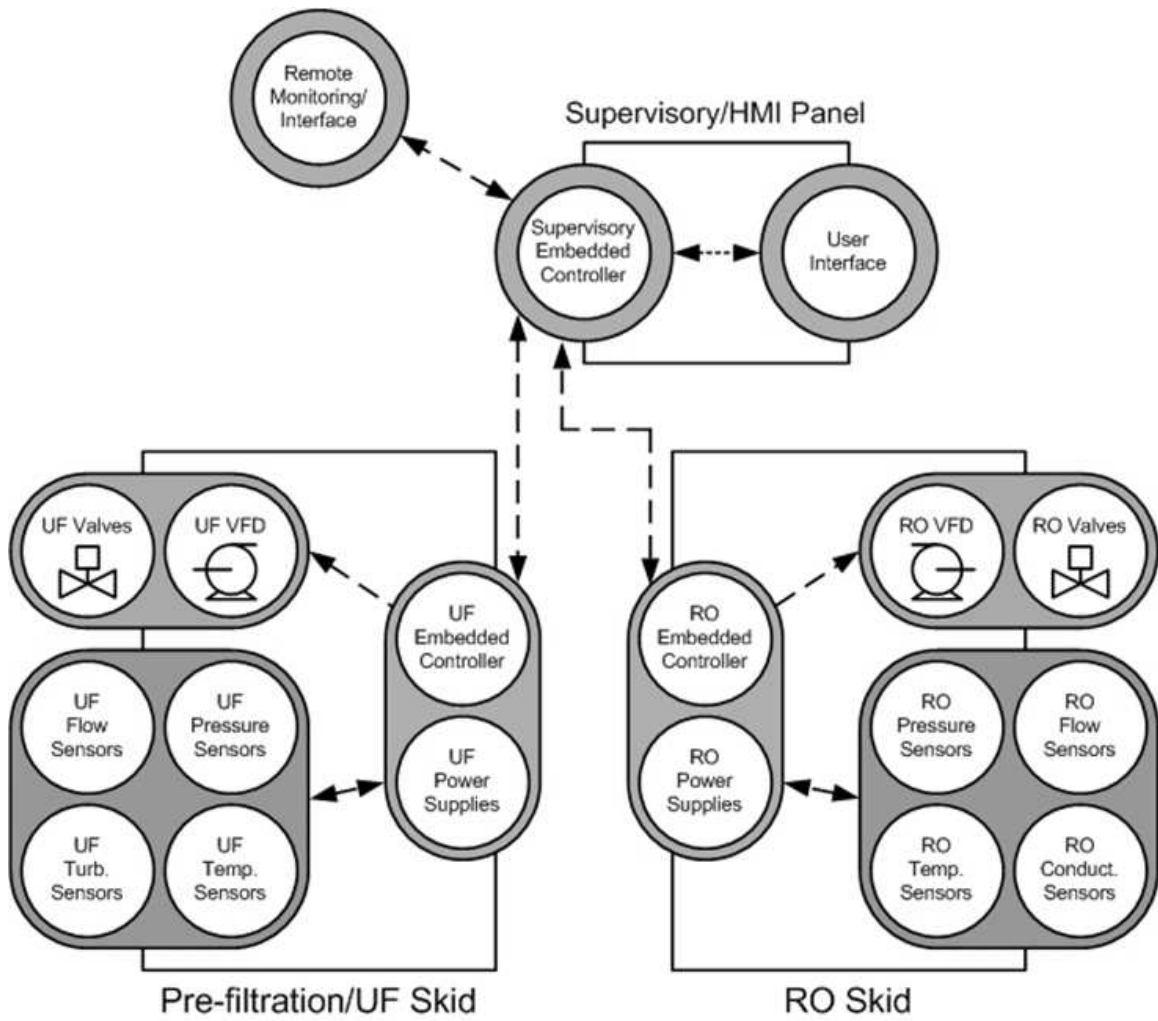 Remote
Monitoring/
Interface
Supervisory/HMI Panel
Supervisory
Embedded
Controller
User
Interface
UF Valves
UF VFD
UF
Embedded
Controller
UF
Power
Supplies
UF
Flow
Sensors
UF
Pressure
Sensors
UF
Turb.
Sensors
UF
Temp.
Sensors
Pre-filtration/UF Skid
RO VFD
RO Valves
RO
Embedded
Controller
RO
Power
Supplies
RO
Pressure
Sensors
RO
Flow
Sensors
RO
Temp.
Sensors
RO
Conduct.
Sensors
RO Skid